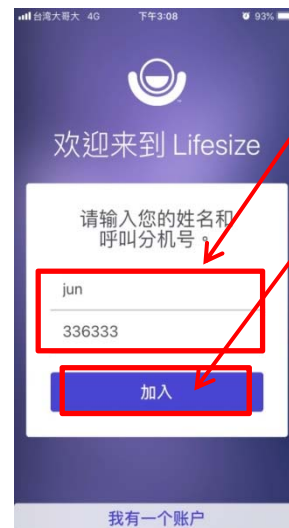 台湾大哥大 4G 下午3:08 93%
欢迎来到 Lifesize
请输入您的姓名和
呼叫分机号。
jun
336333
加入
我有一个账户